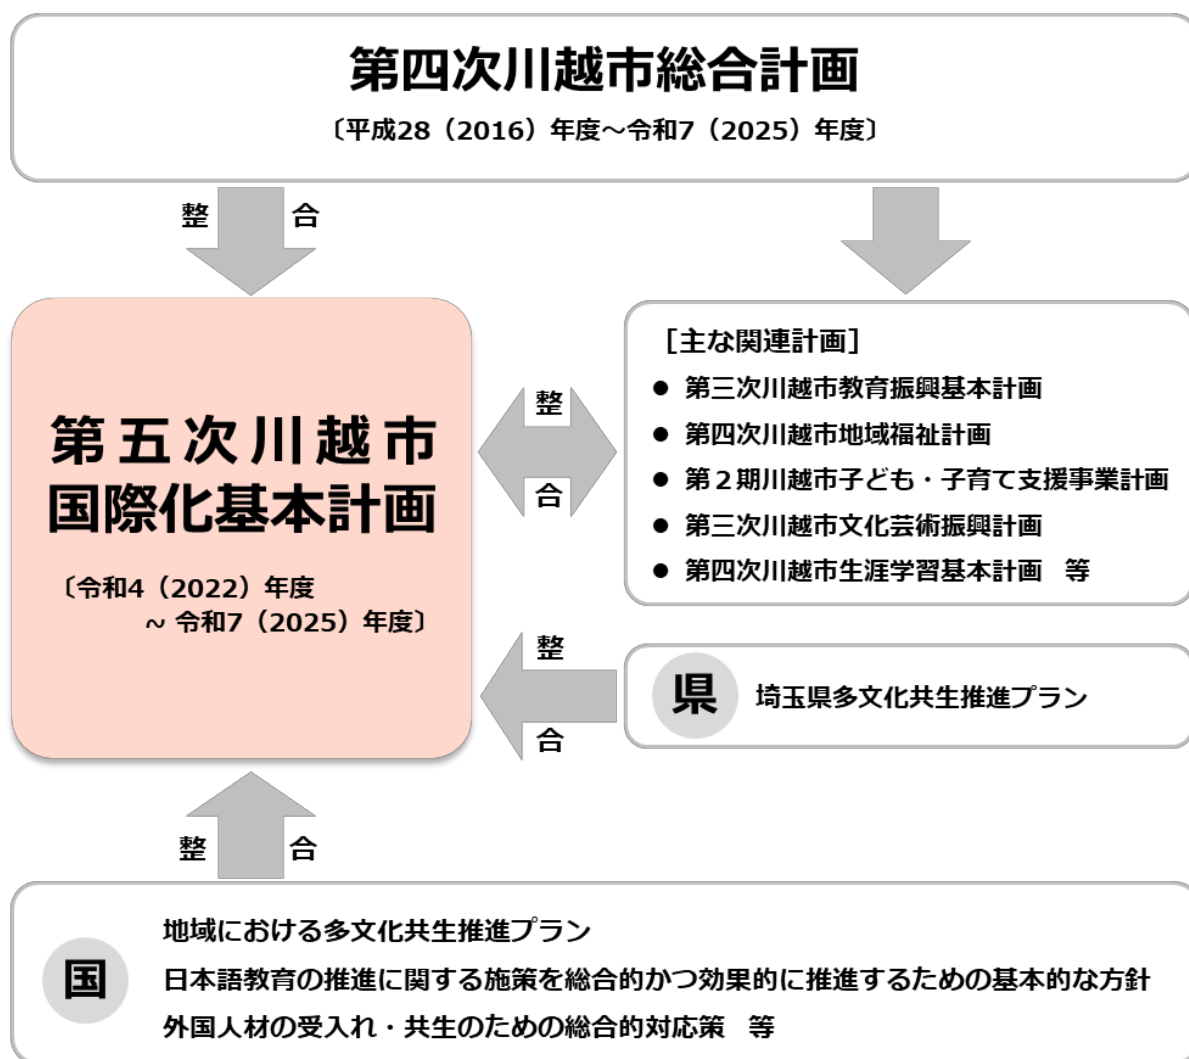 第四次川越市総合計画
〔平成28（2016）年度～令和7（2025）年度〕
整 合
第五次川越市
国際化基本計画
〔令和4（2022）年度
～ 令和7（2025）年度〕
整
合
［主な関連計画］
● 第三次川越市教育振興基本計画
● 第四次川越市地域福祉計画
● 第２期川越市子ども・子育て支援事業計画
● 第三次川越市文化芸術振興計画
● 第四次川越市生涯学習基本計画　等
整
合
県 埼玉県多文化共生推進プラン
整 合
国
地域における多文化共生推進プラン
日本語教育の推進に関する施策を総合的かつ効果的に推進するための基本的な方針
外国人材の受入れ・共生のための総合的対応策　等